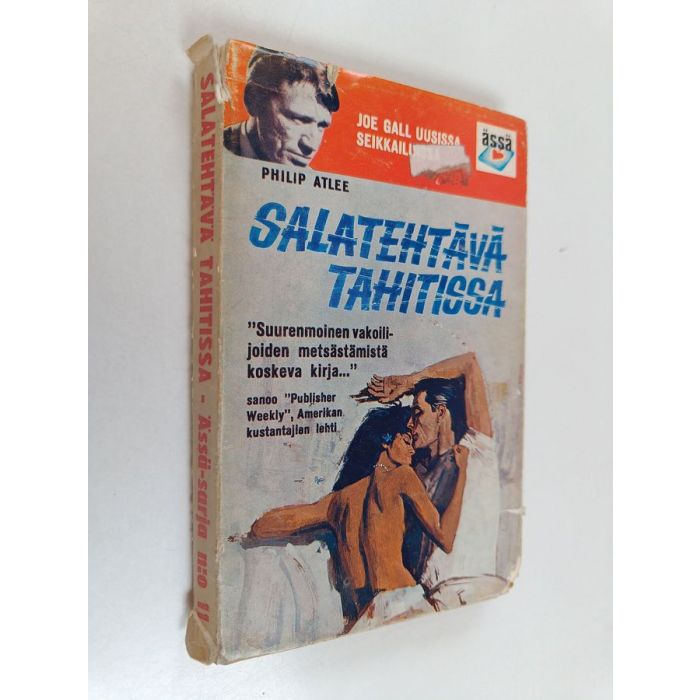 JOE GALL UUSISSA
ässä
PHILIP ATLEE
SALATEHTÄVÄ
TAHITISSA
"Suurenmoinen vakoili-
joiden metsästämistä
koskeva kirja..."
sanoo "Publisher
Weekly", Amerikan
kustantajien lehti
SALATEHTÄVÄ TAHITISSA - Ässä-sarja n:o 11